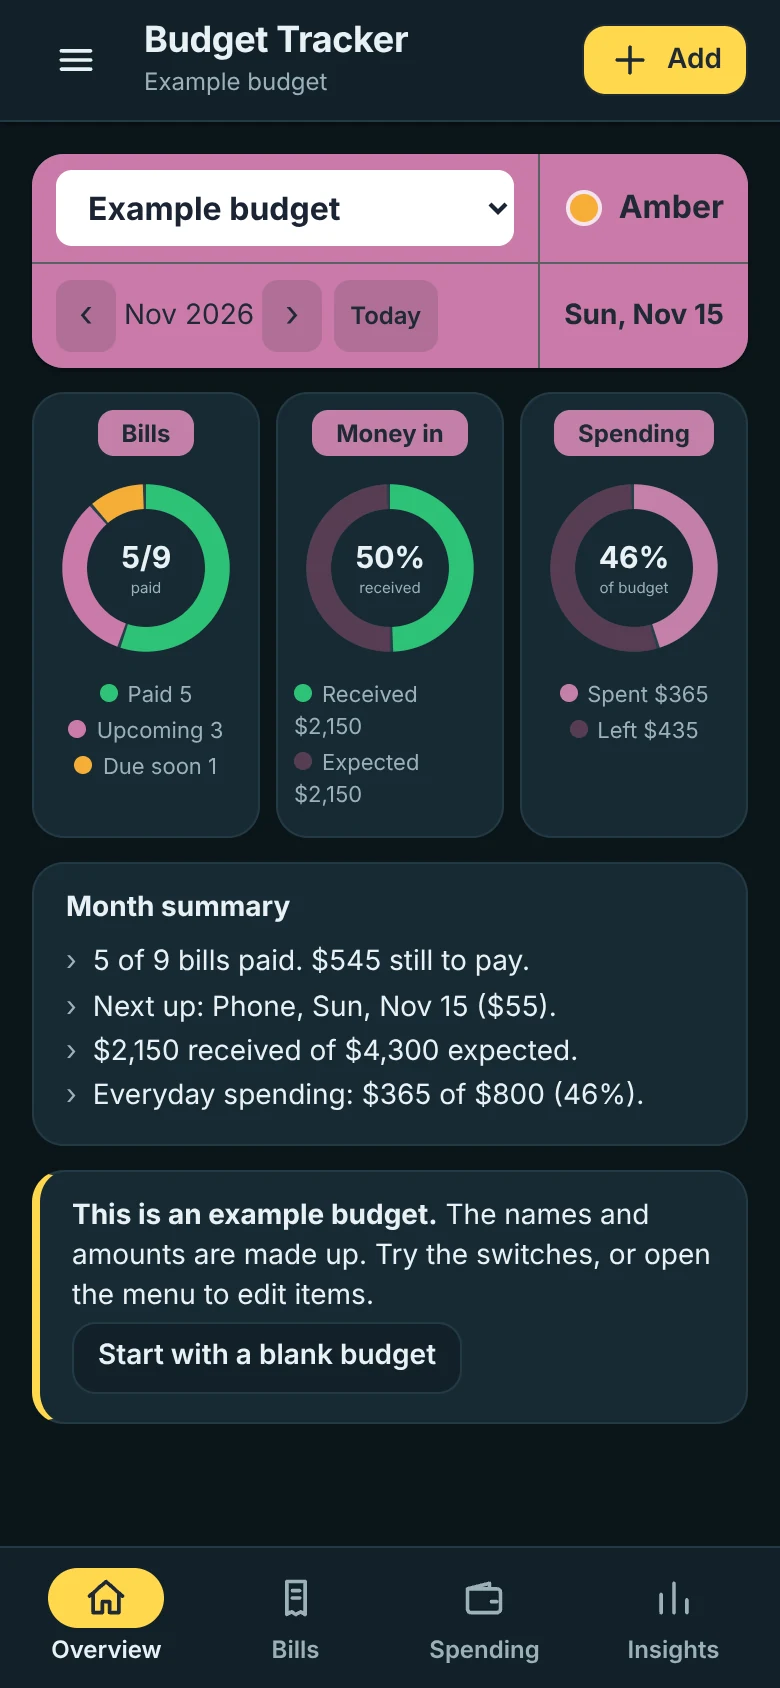 Budget Tracker
Example budget
Add
Example budget
Amber
‹ Nov 2026 › Today
Sun, Nov 15
Bills
5/9
paid
Paid 5
Upcoming 3
Due soon 1
Money in
50%
received
Received
$2,150
Expected
$2,150
Spending
46%
of budget
Spent $365
Left $435
Month summary
› 5 of 9 bills paid. $545 still to pay.
› Next up: Phone, Sun, Nov 15 ($55).
› $2,150 received of $4,300 expected.
› Everyday spending: $365 of $800 (46%).
This is an example budget. The names and
amounts are made up. Try the switches, or open
the menu to edit items.
Start with a blank budget
Overview
Bills
Spending
Insights